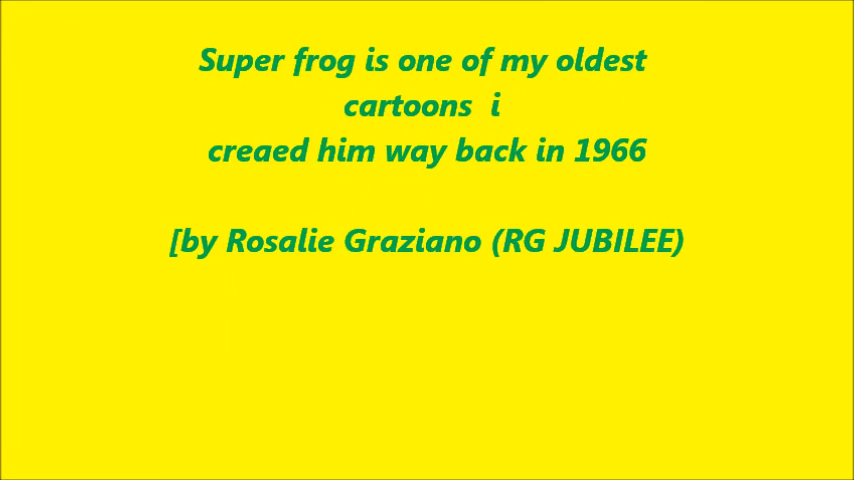 Super frog is one of my oldest
cartoons  i
creaed him way back in 1966
[by Rosalie Graziano (RG JUBILEE)